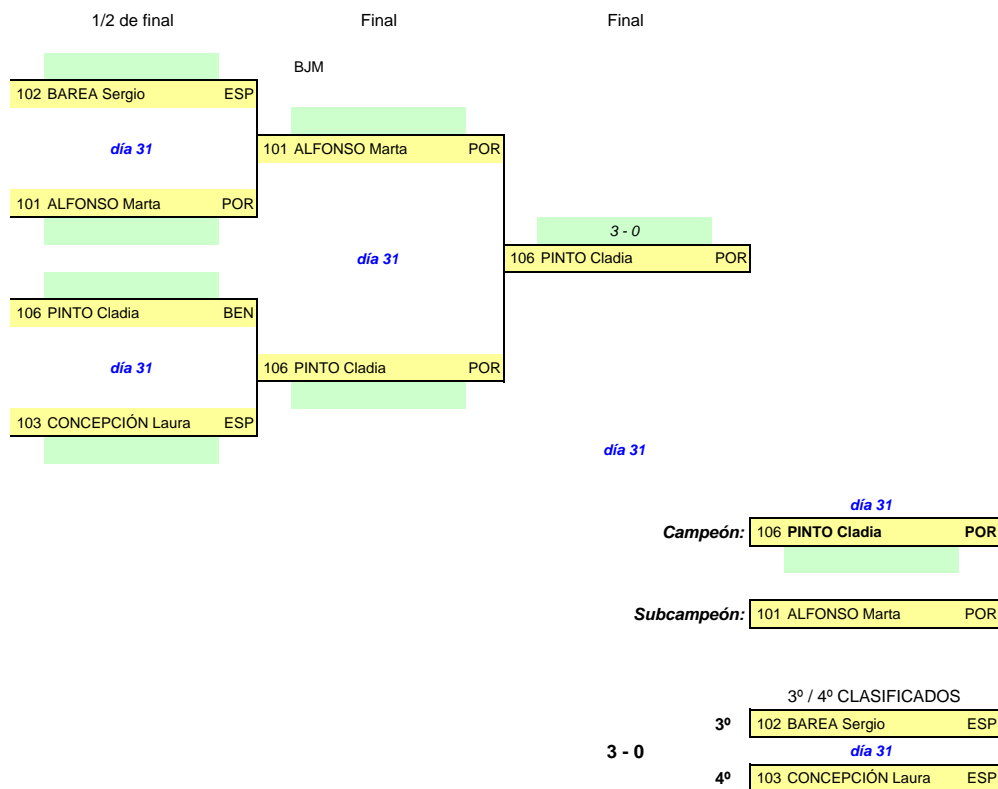 1/2 de final Final Final
BJM
102 BAREA Sergio ESP
día 31 101 ALFONSO Marta POR
101 ALFONSO Marta POR
3 - 0
día 31 106 PINTO Cladia POR
106 PINTO Cladia BEN
día 31 106 PINTO Cladia POR
103 CONCEPCIÓN Laura ESP
día 31
día 31
Campeón: 106 PINTO Cladia POR
Subcampeón: 101 ALFONSO Marta POR
3º / 4º CLASIFICADOS
3º 102 BAREA Sergio ESP
3 - 0 día 31
4º 103 CONCEPCIÓN Laura ESP